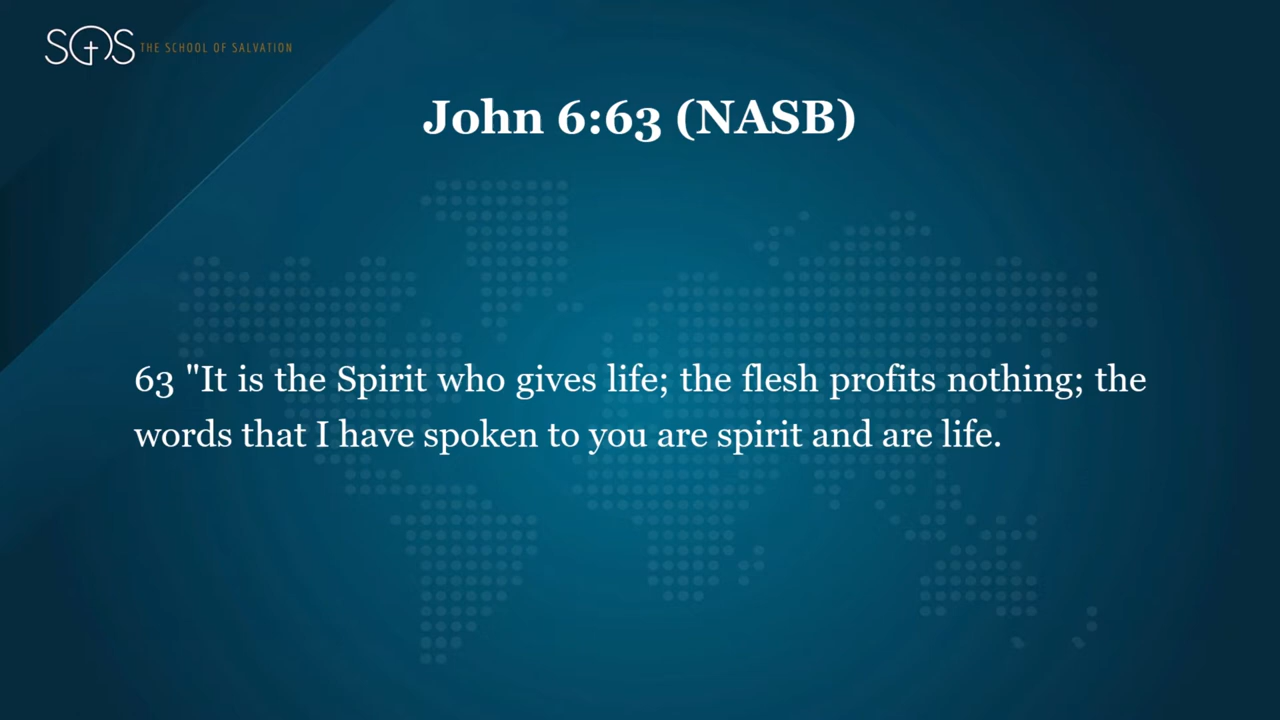 SOS THE SCHOOL OF SALVATION
John 6:63 (NASB)
63 "It is the Spirit who gives life; the flesh profits nothing; the
words that I have spoken to you are spirit and are life.